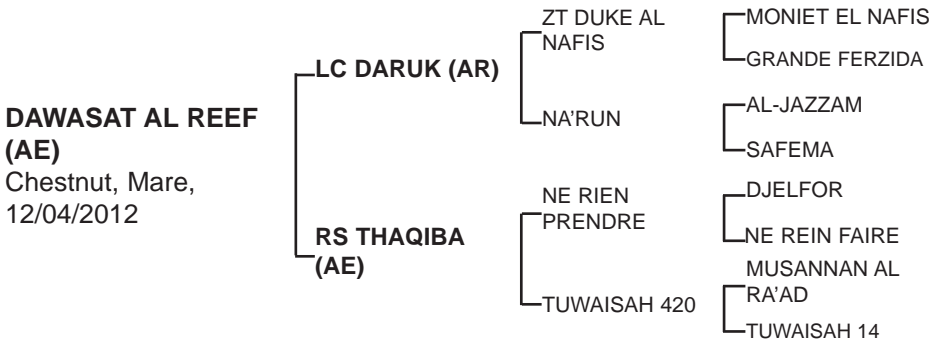 DAWASAT AL REEF
(AE)
Chestnut, Mare,
12/04/2012
LC DARUK (AR)
RS THAQIBA
(AE)
ZT DUKE AL
NAFIS
NA'RUN
NE RIEN
PRENDRE
TUWAISAH 420
MONIET EL NAFIS
GRANDE FERZIDA
AL-JAZZAM
SAFEMA
DJELFOR
NE REIN FAIRE
MUSANNAN AL
RA'AD
TUWAISAH 14